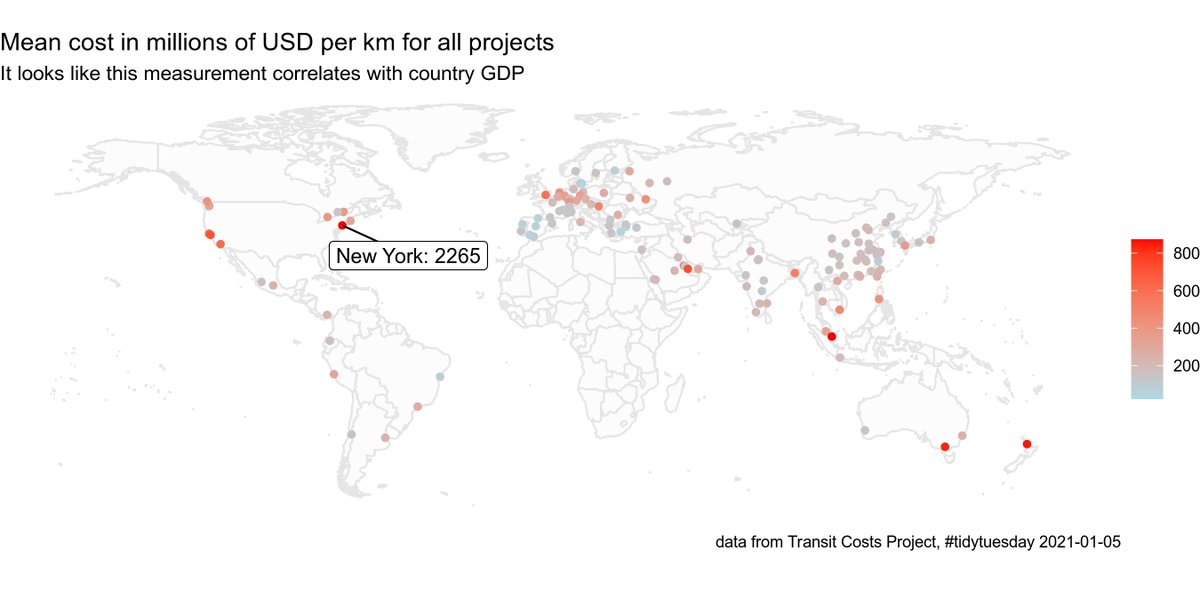 Mean cost in millions of USD per km for all projects
It looks like this measurement correlates with country GDP
New York: 2265
800
600
400
200
data from Transit Costs Project, #tidytuesday 2021-01-05